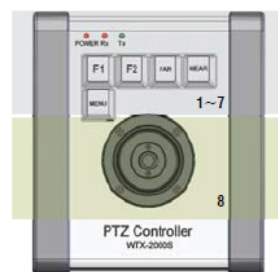 POWER Rx Tx
F1 F2 FAR NEAR
MENU 1~7
8
PTZ Controller
WTX-2000S